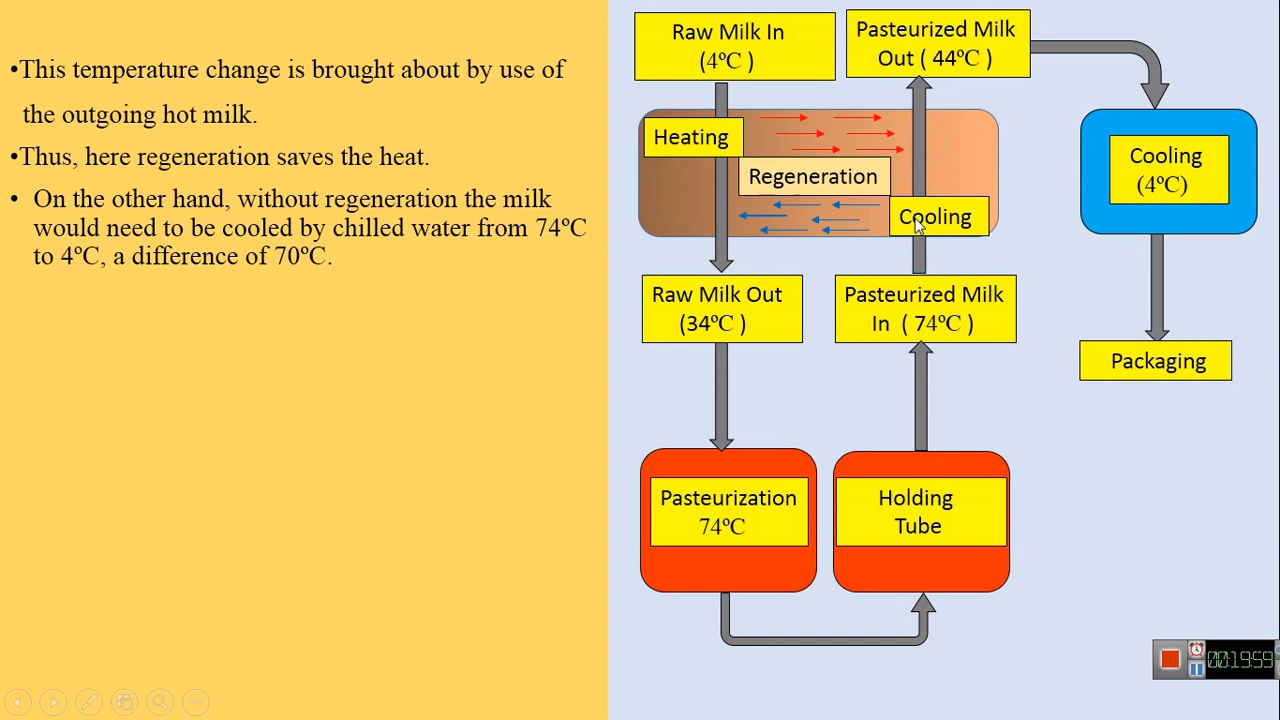 •This temperature change is brought about by use of
the outgoing hot milk.
•Thus, here regeneration saves the heat.
• On the other hand, without regeneration the milk
would need to be cooled by chilled water from 74ºC
to 4ºC, a difference of 70ºC.
Raw Milk In
(4ºC )
Pasteurized Milk
Out ( 44ºC )
Heating
Regeneration
Cooling
Cooling
(4ºC)
Raw Milk Out
(34ºC )
Pasteurized Milk
In ( 74ºC )
Packaging
Pasteurization
74ºC
Holding
Tube
00:19:59